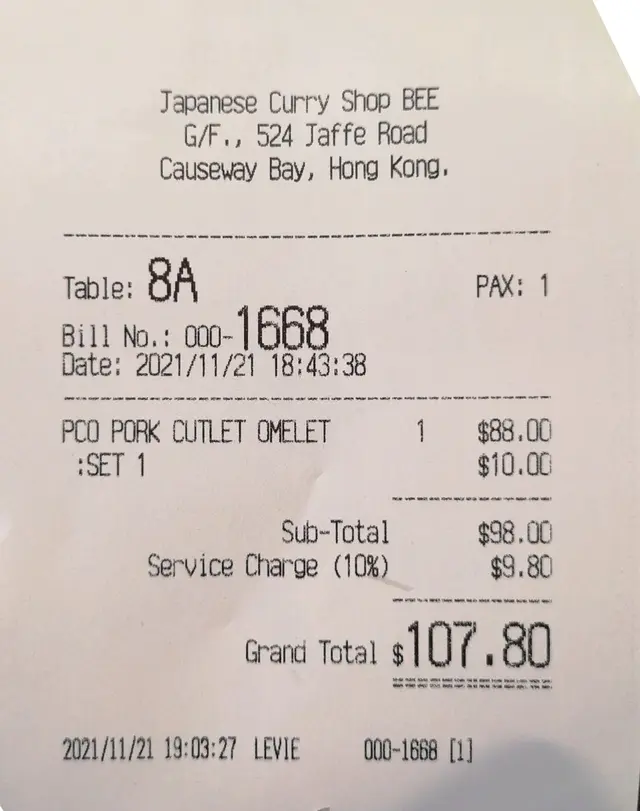 Japanese Curry Shop BEE
G/F., 524 Jaffe Road
Causeway Bay, Hong Kong.
Table: 8A PAX: 1
Bill No.: 000-1668
Date: 2021/11/21 18:43:38
PCO PORK CUTLET OMELET 1 $88.00
:SET 1 $10.00
Sub-Total $98.00
Service Charge (10%) $9.80
Grand Total $107.80
2021/11/21 19:03:27 LEVIE 000-1668 [1]